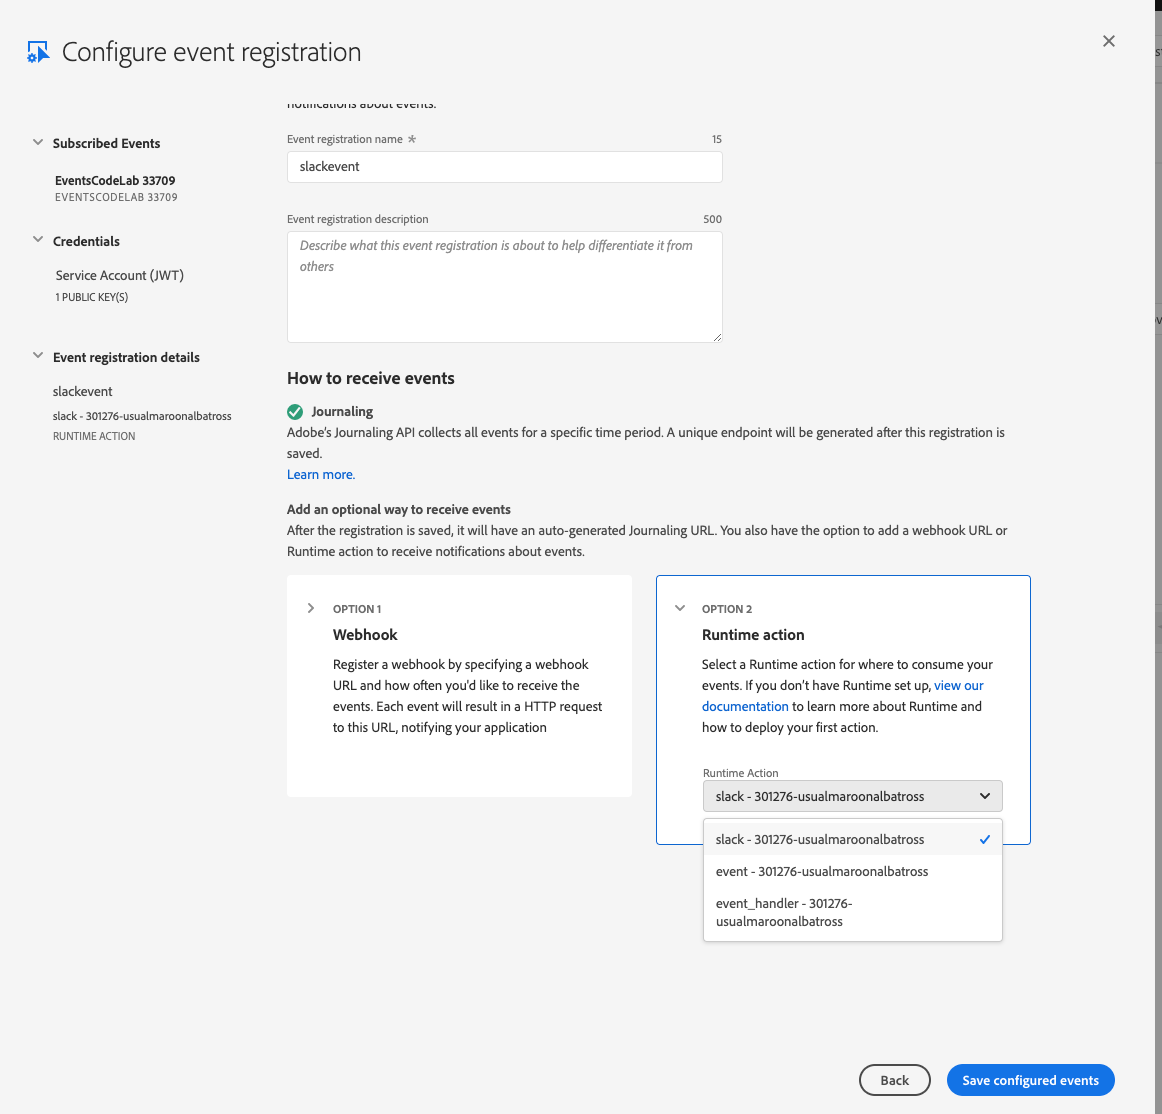 Configure event registration
Subscribed Events
EventsCodeLab 33709
EVENTSCODELAB 33709
Credentials
Service Account (JWT)
1 PUBLIC KEY(S)
Event registration details
slackevent
slack - 301276-usualmaroonalbatross
RUNTIME ACTION
notifications about events.
Event registration name *
15
slackevent
Event registration description
500
Describe what this event registration is about to help differentiate it from
others
How to receive events
Journaling
Adobe's Journaling API collects all events for a specific time period. A unique endpoint will be generated after this registration is
saved.
Learn more.
Add an optional way to receive events
After the registration is saved, it will have an auto-generated Journaling URL. You also have the option to add a webhook URL or
Runtime action to receive notifications about events.
OPTION 1
Webhook
Register a webhook by specifying a webhook
URL and how often you'd like to receive the
events. Each event will result in a HTTP request
to this URL, notifying your application
OPTION 2
Runtime action
Select a Runtime action for where to consume your
events. If you don't have Runtime set up, view our
documentation to learn more about Runtime and
how to deploy your first action.
Runtime Action
slack - 301276-usualmaroonalbatross
slack - 301276-usualmaroonalbatross
event - 301276-usualmaroonalbatross
event_handler - 301276-
usualmaroonalbatross
Back
Save configured events